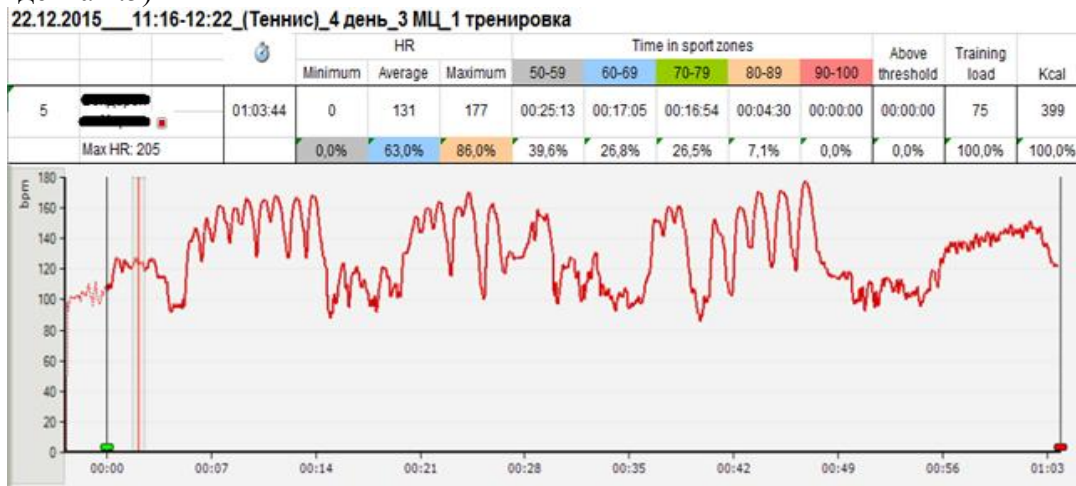 22.12.2015___11:16-12:22_(Теннис)_4 день_3 МЦ_1 тренировка
HR Time in sport zones Above threshold Training load Kcal
Minimum Average Maximum 50-59 60-69 70-79 80-89 90-100
5 01:03:44 0 131 177 00:25:13 00:17:05 00:16:54 00:04:30 00:00:00 00:00:00 75 399
Max HR: 205 0,0% 63,0% 86,0% 39,6% 26,8% 26,5% 7,1% 0,0% 0,0% 100,0% 100,0%
bpm
180
160
140
120
100
80
60
40
20
0
00:00 00:07 00:14 00:21 00:28 00:35 00:42 00:49 00:56 01:03